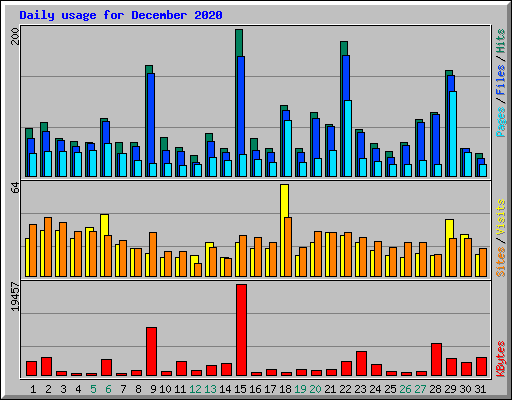 Daily usage for December 2020
200
Pages / Files / Hits
64
Sites / Visits
19457
KBytes
1 2 3 4 5 6 7 8 9 10 11 12 13 14 15 16 17 18 19 20 21 22 23 24 25 26 27 28 29 30 31